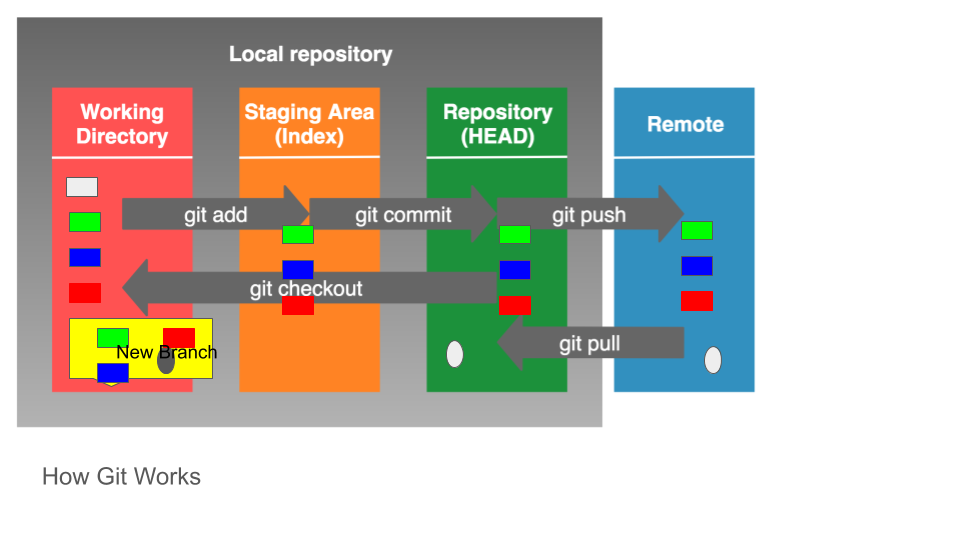 Local repository
Working
Directory
Staging Area
(Index)
Repository
(HEAD)
Remote
git add
git commit
git push
git checkout
git pull
New Branch
How Git Works